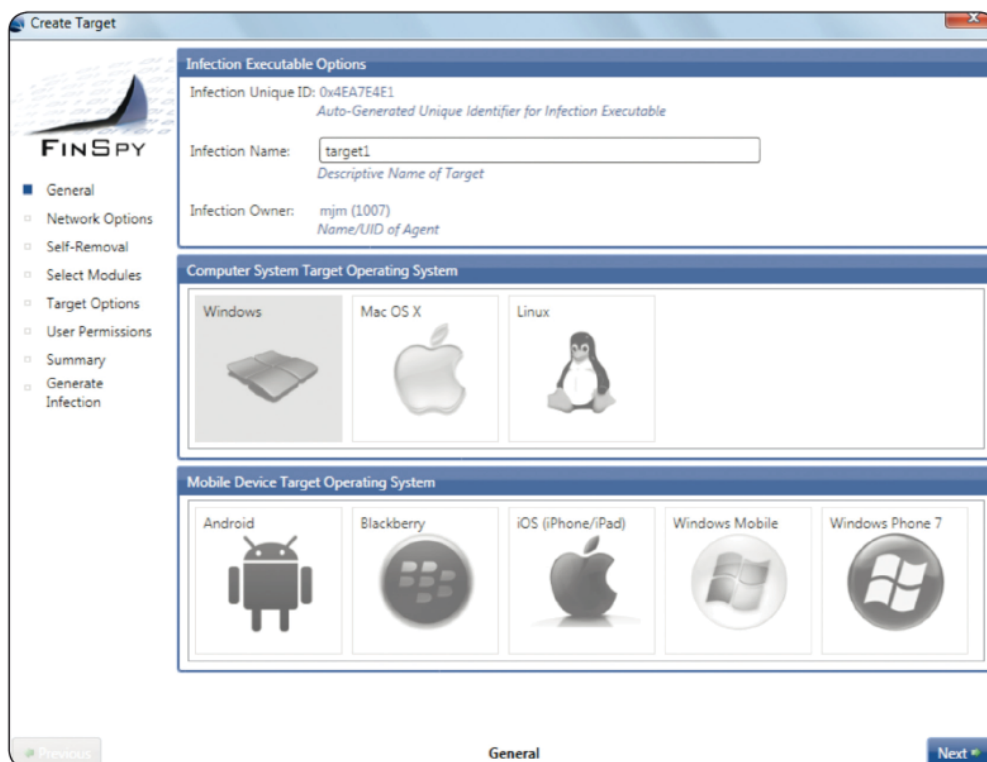 Create Target
X
FINSPY
General
Network Options
Self-Removal
Select Modules
Target Options
User Permissions
Summary
Generate
Infection
Infection Executable Options
Infection Unique ID: 0x4EA7E4E1
Auto-Generated Unique Identifier for Infection Executable
Infection Name: target1
Descriptive Name of Target
Infection Owner: mjm (1007)
Name/UID of Agent
Computer System Target Operating System
Windows Mac OS X Linux
Mobile Device Target Operating System
Android Blackberry iOS (iPhone/iPad) Windows Mobile Windows Phone 7
Previous General Next